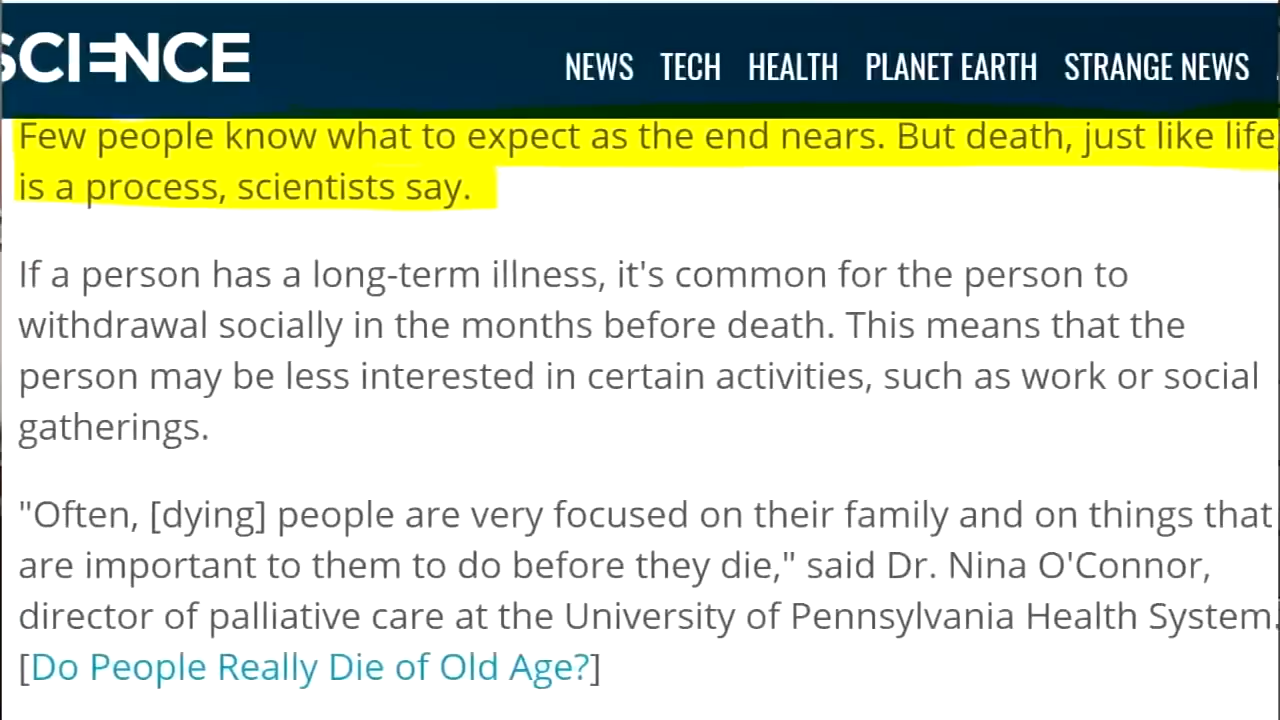 SCIENCE
NEWS TECH HEALTH PLANET EARTH STRANGE NEWS
Few people know what to expect as the end nears. But death, just like life
is a process, scientists say.
If a person has a long-term illness, it's common for the person to
withdrawal socially in the months before death. This means that the
person may be less interested in certain activities, such as work or social
gatherings.
"Often, [dying] people are very focused on their family and on things that
are important to them to do before they die," said Dr. Nina O'Connor,
director of palliative care at the University of Pennsylvania Health System.
[Do People Really Die of Old Age?]